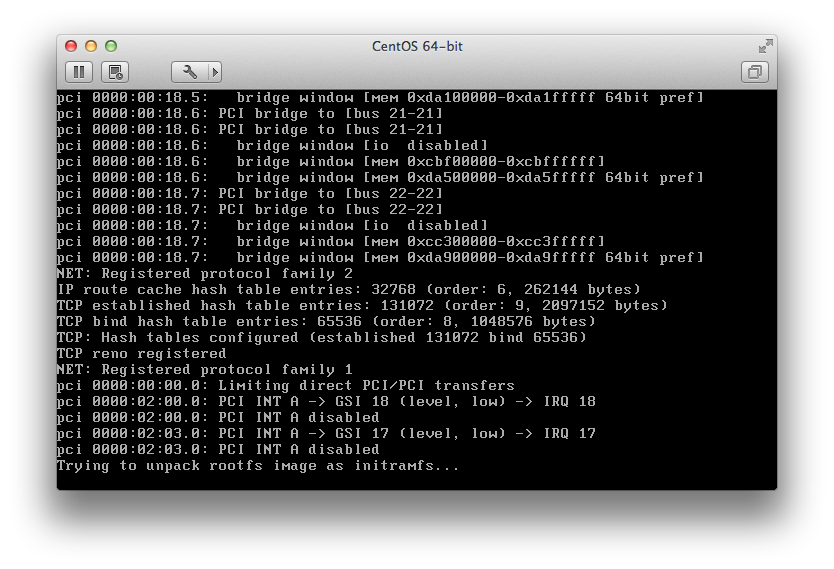 CentOS 64-bit
pci 0000:00:18.5:   bridge window [mem 0xda100000-0xda1fffff 64bit pref]
pci 0000:00:18.6: PCI bridge to [bus 21-21]
pci 0000:00:18.6: PCI bridge to [bus 21-21]
pci 0000:00:18.6:   bridge window [io  disabled]
pci 0000:00:18.6:   bridge window [mem 0xcbf00000-0xcbffffff]
pci 0000:00:18.6:   bridge window [mem 0xda500000-0xda5fffff 64bit pref]
pci 0000:00:18.7: PCI bridge to [bus 22-22]
pci 0000:00:18.7: PCI bridge to [bus 22-22]
pci 0000:00:18.7:   bridge window [io  disabled]
pci 0000:00:18.7:   bridge window [mem 0xcc300000-0xcc3fffff]
pci 0000:00:18.7:   bridge window [mem 0xda900000-0xda9fffff 64bit pref]
NET: Registered protocol family 2
IP route cache hash table entries: 32768 (order: 6, 262144 bytes)
TCP established hash table entries: 131072 (order: 9, 2097152 bytes)
TCP bind hash table entries: 65536 (order: 8, 1048576 bytes)
TCP: Hash tables configured (established 131072 bind 65536)
TCP reno registered
NET: Registered protocol family 1
pci 0000:00:00.0: Limiting direct PCI/PCI transfers
pci 0000:02:00.0: PCI INT A -> GSI 18 (level, low) -> IRQ 18
pci 0000:02:00.0: PCI INT A disabled
pci 0000:02:03.0: PCI INT A -> GSI 17 (level, low) -> IRQ 17
pci 0000:02:03.0: PCI INT A disabled
Trying to unpack rootfs image as initramfs...